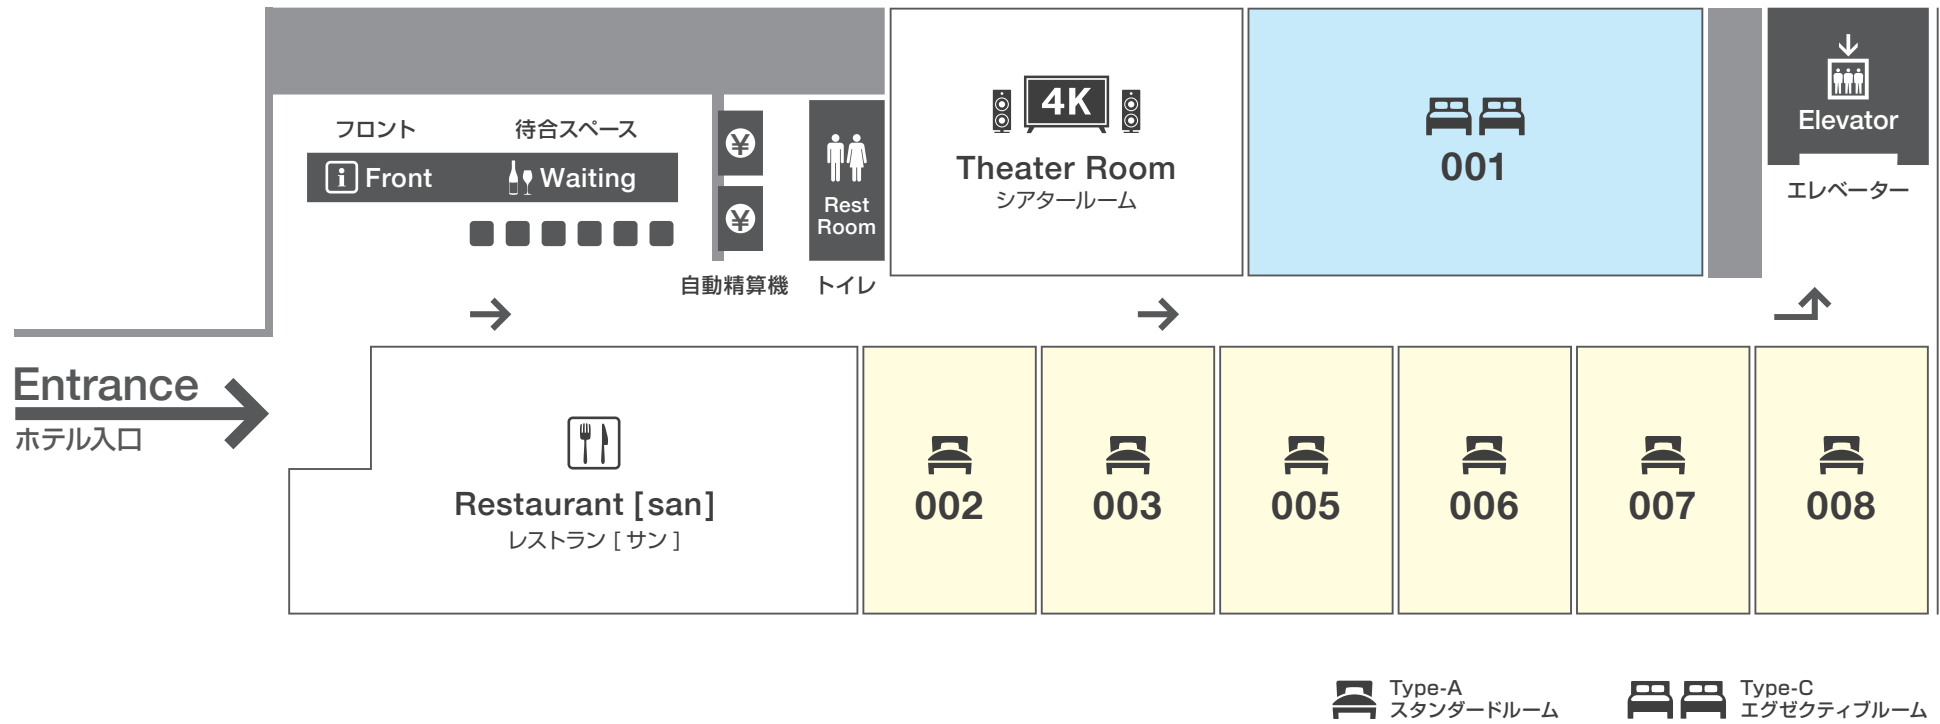 フロント
待合スペース
i Front
Waiting
¥
¥
自動精算機
Rest
Room
トイレ
4K
Theater Room
シアタールーム
001
Elevator
エレベーター
Entrance
ホテル入口
Restaurant [san]
レストラン [ サン ]
002
003
005
006
007
008
Type-A
スタンダードルーム
Type-C
エグゼクティブルーム